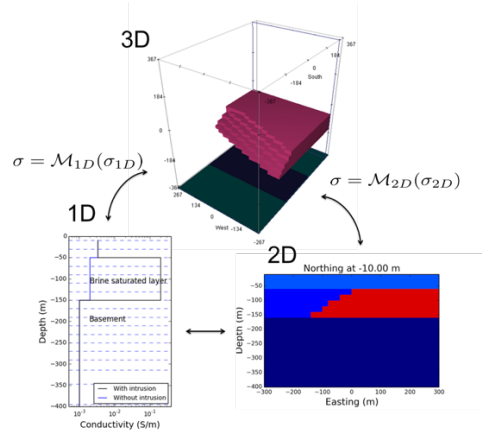 3D
367
184
0
-184
-367
267
134
0
West
-134
-267
-267
-184
0
South
184
367
σ = M₁D(σ₁D)
σ = M₂D(σ₂D)
1D
0
−50
−100
−150
−200
−250
−300
−350
−400
Depth (m)
Brine saturated layer
Basement
With intrusion
Without intrusion
10⁻³
10⁻²
10⁻¹
Conductivity (S/m)
2D
Northing at -10.00 m
0
−50
−100
−150
−200
−250
−300
−350
−400
Depth (m)
−300
−200
−100
0
100
200
300
Easting (m)